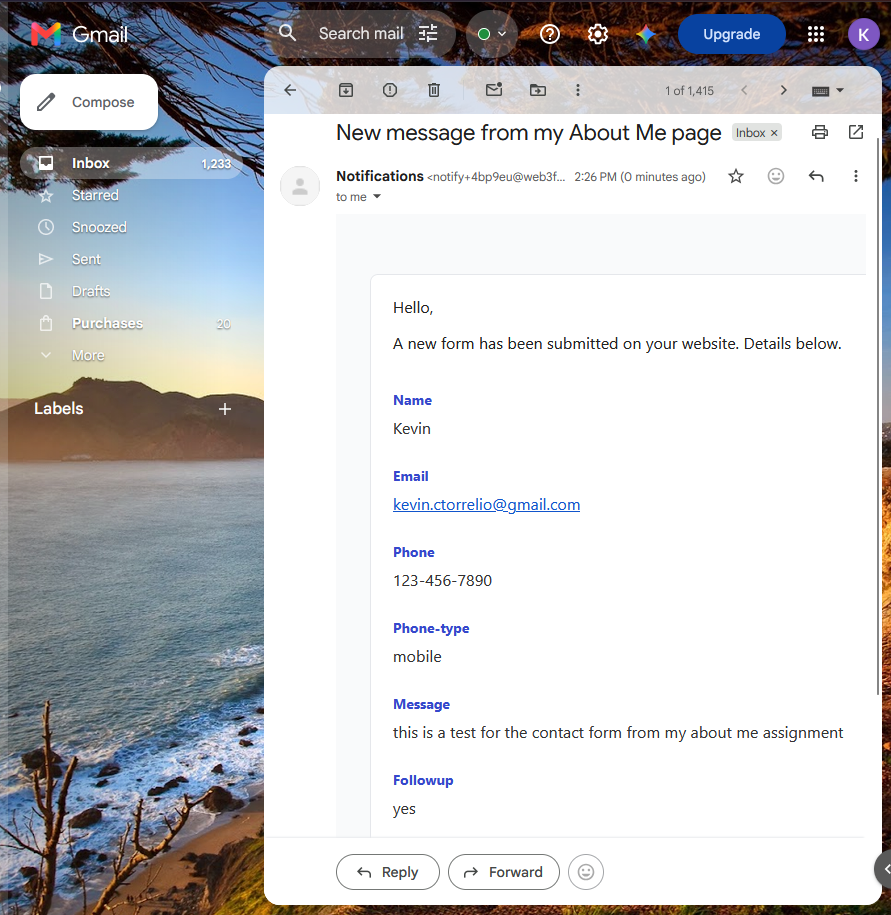 Gmail
Search mail
Upgrade
K
Compose
1 of 1,415
New message from my About Me page
Inbox ×
Inbox 1,233
Notifications <notify+4bp9eu@web3f... 2:26 PM (0 minutes ago)
to me
Starred
Snoozed
Sent
Drafts
Purchases 20
More
Labels +
Hello,
A new form has been submitted on your website. Details below.
Name
Kevin
Email
kevin.ctorrelio@gmail.com
Phone
123-456-7890
Phone-type
mobile
Message
this is a test for the contact form from my about me assignment
Followup
yes
Reply
Forward